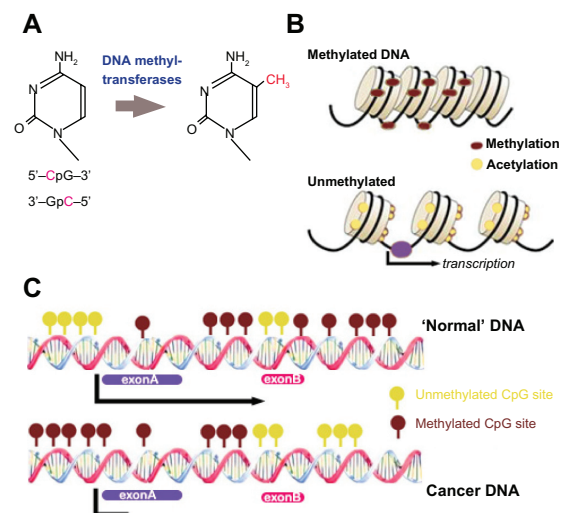 A
NH2
N
O
N
DNA methyl-
transferases
NH2
CH3
N
O
N
5’–CpG–3’
3’–GpC–5’
B
Methylated DNA
Methylation
Acetylation
Unmethylated
transcription
C
‘Normal’ DNA
exonA
exonB
Unmethylated CpG site
Methylated CpG site
exonA
exonB
Cancer DNA